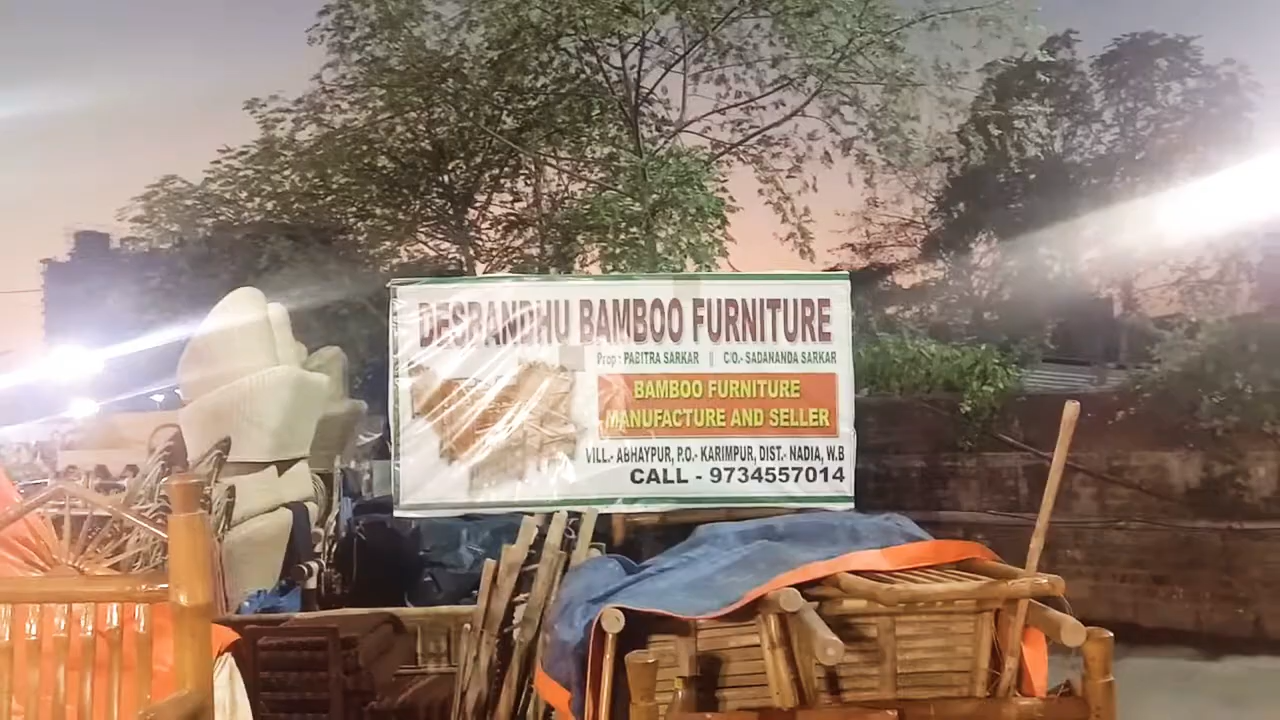 DESBANDHU BAMBOO FURNITURE
Prop : PABITRA SARKAR || C/O.- SADANANDA SARKAR
BAMBOO FURNITURE
MANUFACTURE AND SELLER
VILL.- ABHAYPUR, P.O.- KARIMPUR, DIST.- NADIA, W.B
CALL - 9734557014